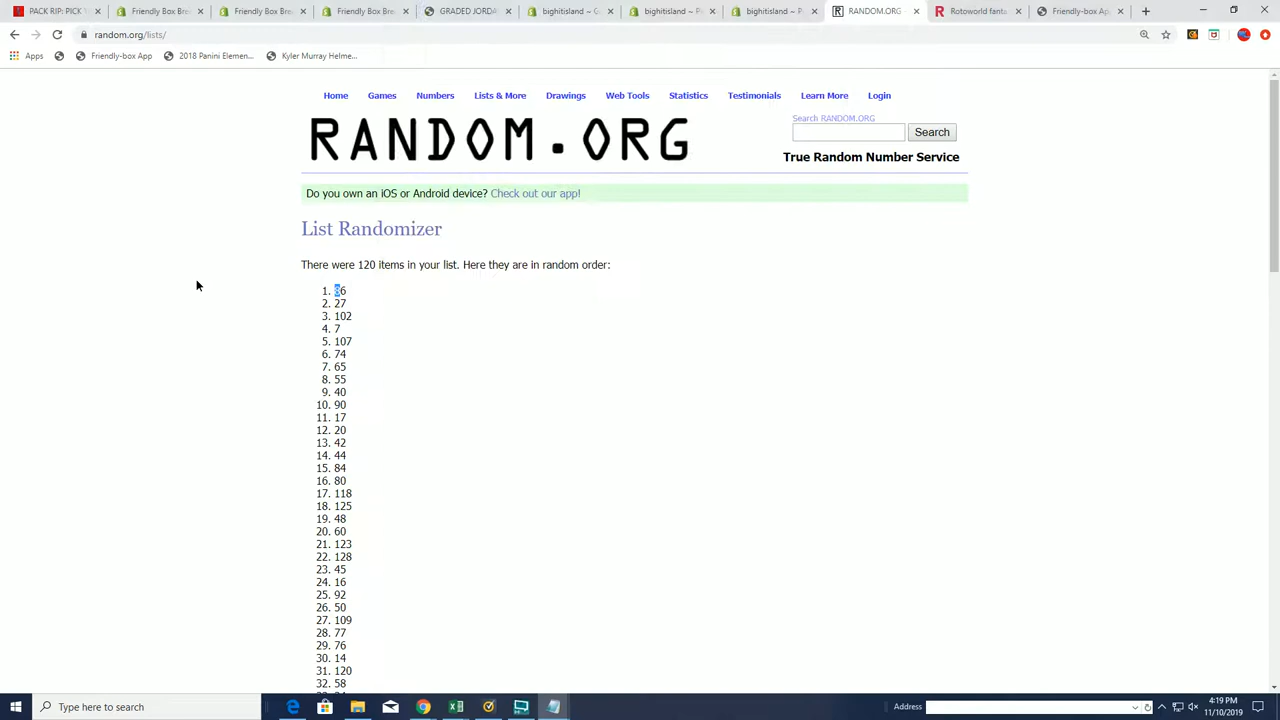 PACK RIP: PICK
Friendly Box Bre
Friendly Box Bre
Friendly Box Bre
GRADED JORDA
bighitsland ~ G
bighitsland ~ P
bighitsland ~ P
RANDOM.ORG
Rotoworld fanta
Friendly-box Ap
random.org/lists/
Apps
Friendly-box App
2018 Panini Elemen...
Kyler Murray Helme...
Home Games Numbers Lists & More Drawings Web Tools Statistics Testimonials Learn More Login
RANDOM.ORG
Search RANDOM.ORG
Search
True Random Number Service
Do you own an iOS or Android device? Check out our app!
List Randomizer
There were 120 items in your list. Here they are in random order:
1. 6
2. 27
3. 102
4. 7
5. 107
6. 74
7. 65
8. 55
9. 40
10. 90
11. 17
12. 20
13. 42
14. 44
15. 84
16. 80
17. 118
18. 125
19. 48
20. 60
21. 123
22. 128
23. 45
24. 16
25. 92
26. 50
27. 109
28. 77
29. 76
30. 14
31. 120
32. 58
Type here to search
Address
4:19 PM
11/10/2019